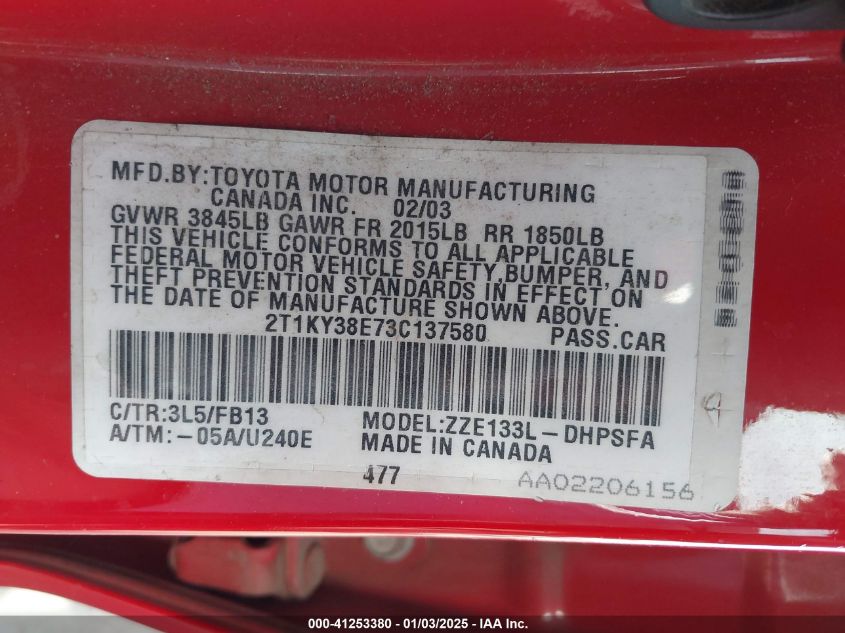 MFD.BY:TOYOTA MOTOR MANUFACTURING
CANADA INC. 02/03
GVWR 3845LB GAWR FR 2015LB RR 1850LB
THIS VEHICLE CONFORMS TO ALL APPLICABLE
FEDERAL MOTOR VEHICLE SAFETY,BUMPER, AND
THEFT PREVENTION STANDARDS IN EFFECT ON
THE DATE OF MANUFACTURE SHOWN ABOVE.
2T1KY38E73C137580 PASS.CAR
C/TR:3L5/FB13 MODEL:ZZE133L-DHPSFA
A/TM:-05A/U240E MADE IN CANADA
477 AA02206156
000-41253380 - 01/03/2025 - IAA Inc.